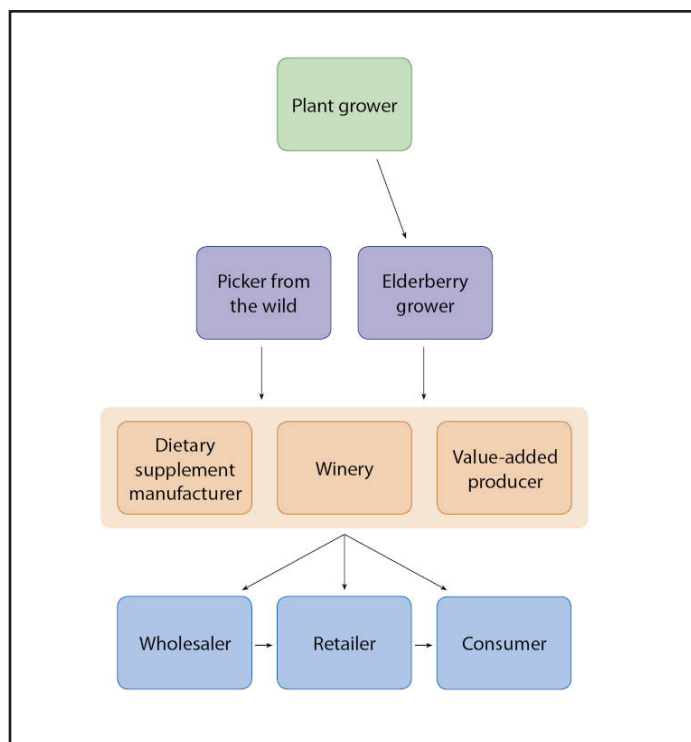 Plant grower
Picker from
the wild
Elderberry
grower
Dietary
supplement
manufacturer
Winery
Value-added
producer
Wholesaler
Retailer
Consumer